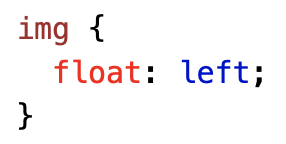 img {
  float: left;
}